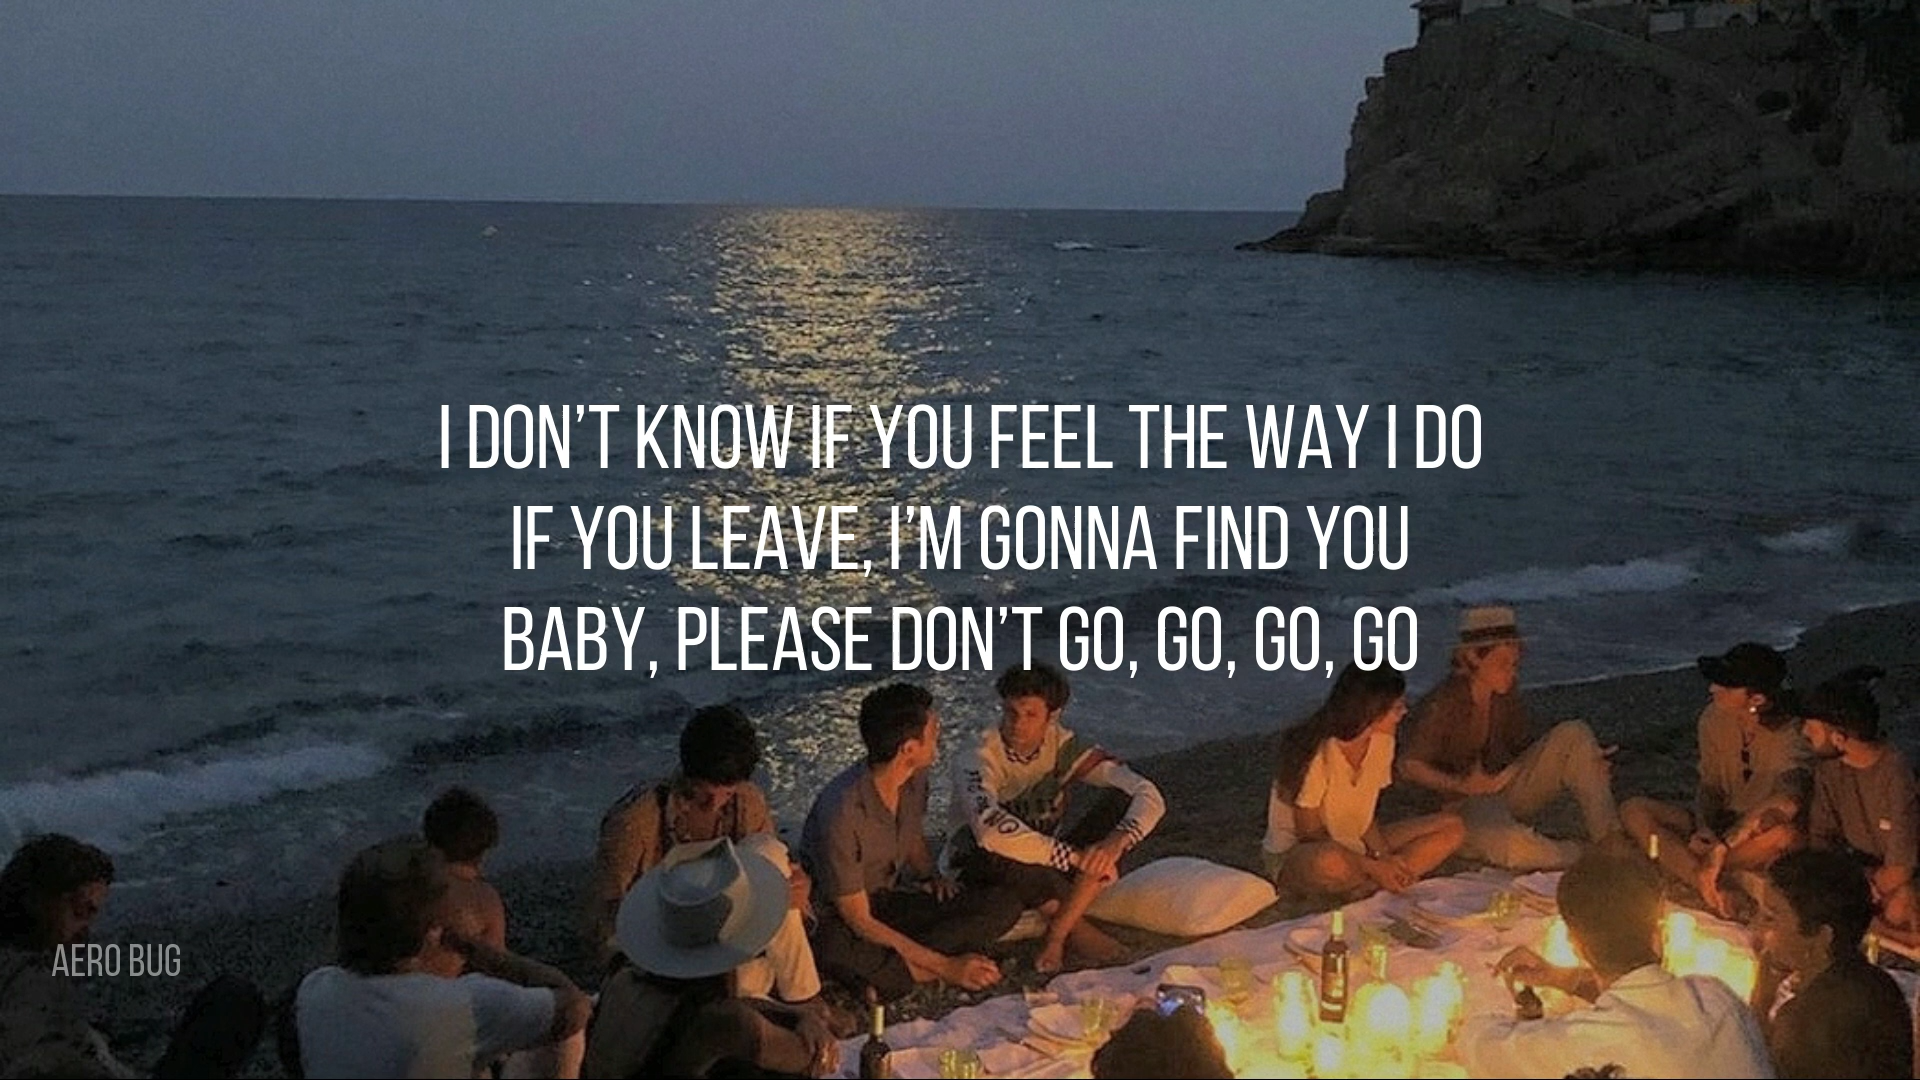 I DON'T KNOW IF YOU FEEL THE WAY I DO
IF YOU LEAVE, I'M GONNA FIND YOU
BABY, PLEASE DON'T GO, GO, GO, GO
AERO BUG